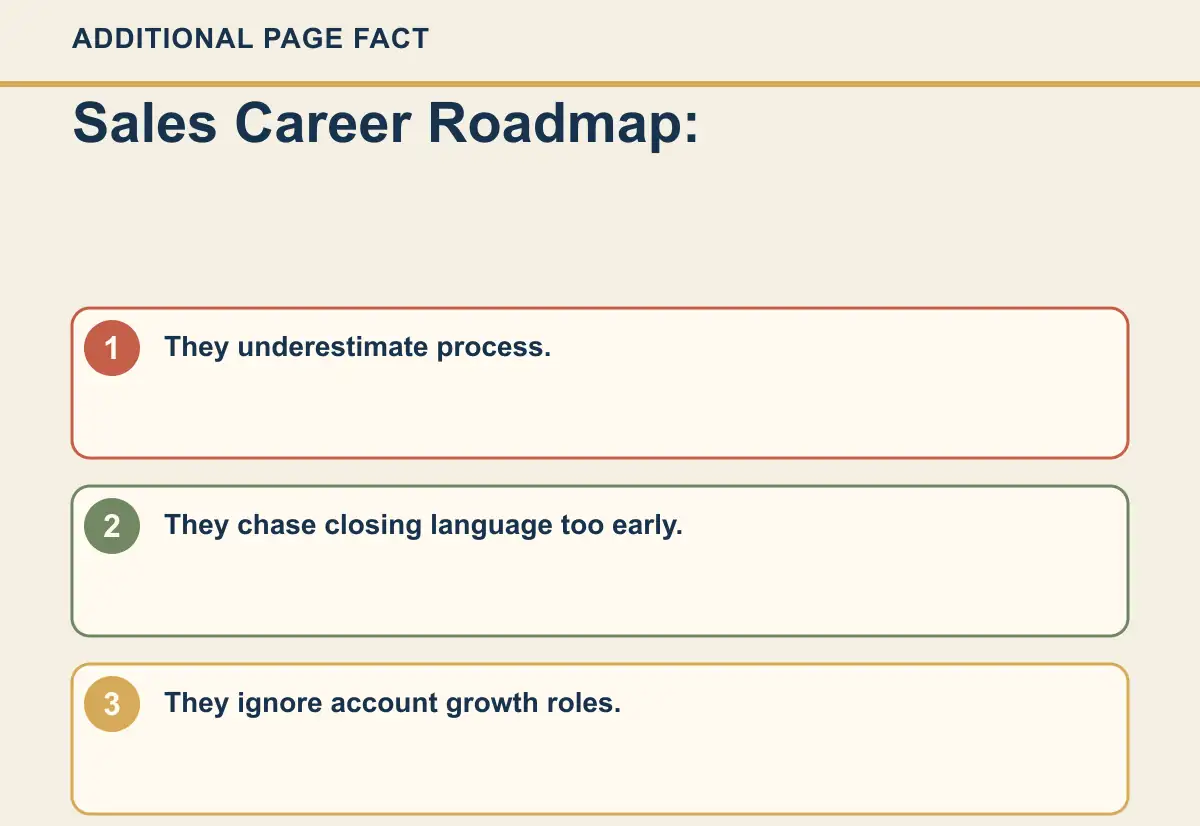 ADDITIONAL PAGE FACT
Sales Career Roadmap:
1
They underestimate process.
2
They chase closing language too early.
3
They ignore account growth roles.